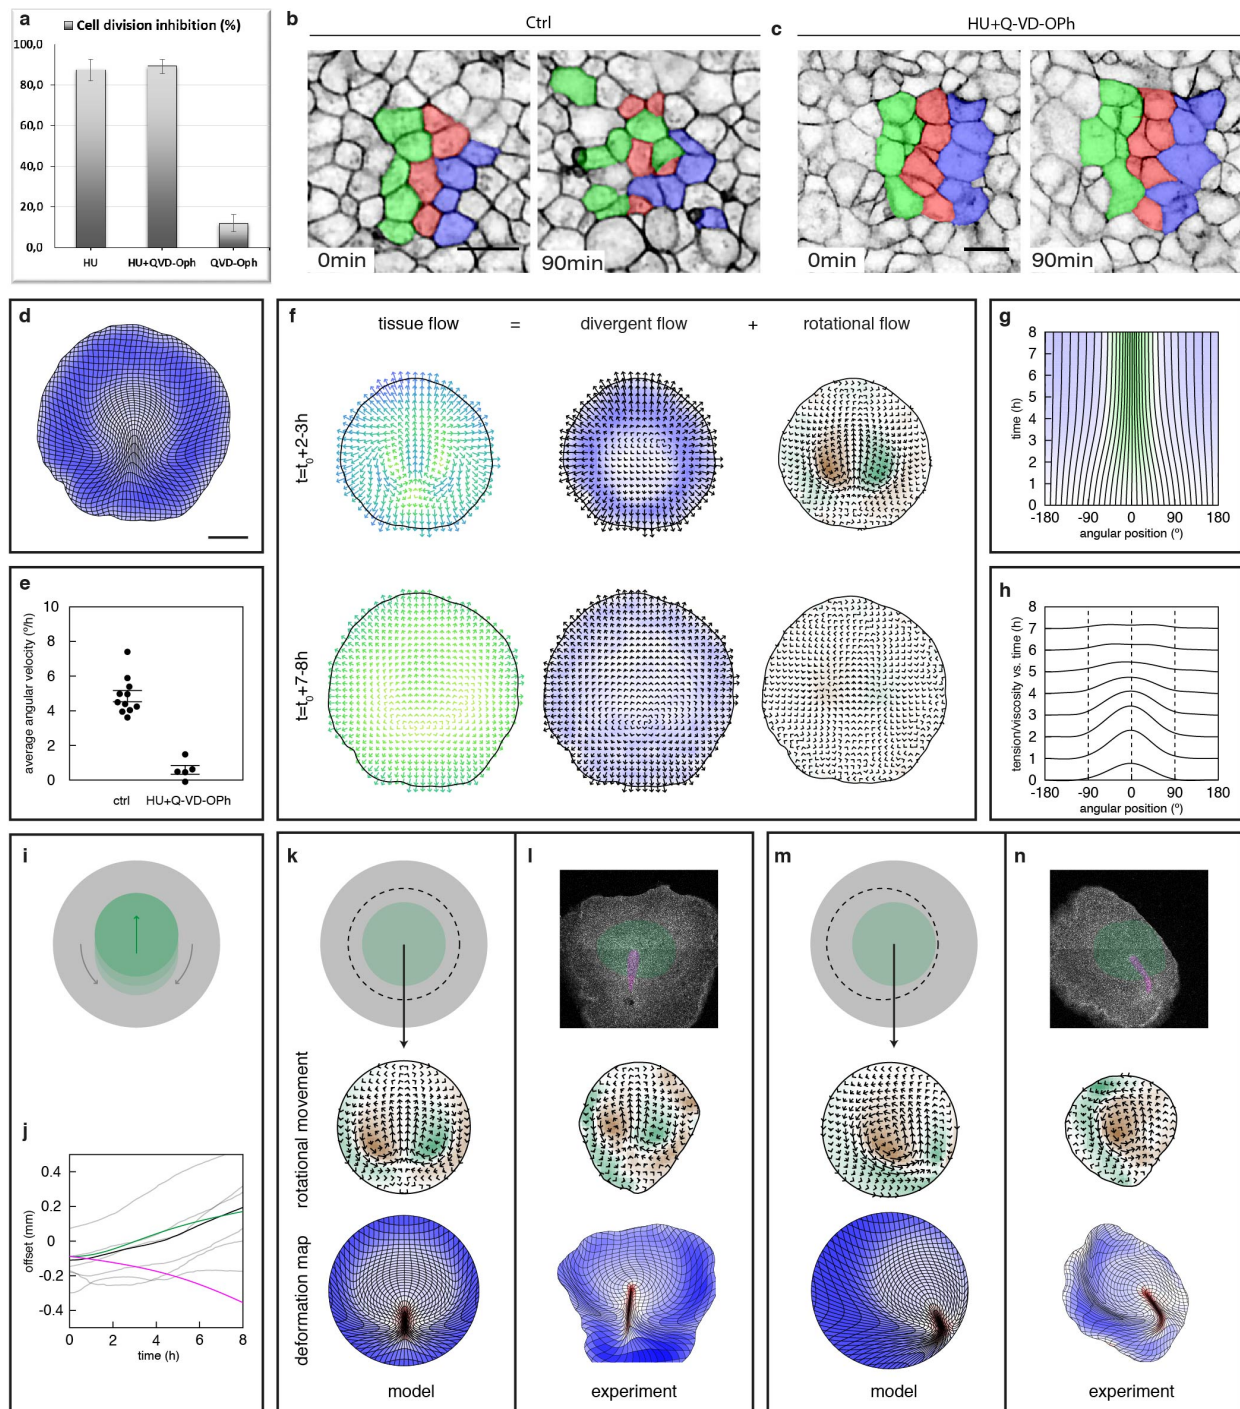 a
Cell division inhibition (%)
100,0
80,0
60,0
40,0
20,0
0,0
HU
HU+QVD-Oph
QVD-Oph
b
Ctrl
0min
90min
c
HU+Q-VD-OPh
0min
90min
d
e
average angular velocity (º/h)
10
8
6
4
2
0
ctrl
HU+Q-VD-OPh
f
tissue flow = divergent flow + rotational flow
t=t0+2-3h
t=t0+7-8h
g
time (h)
8
7
6
5
4
3
2
1
0
-180 -90 0 90 180
angular position (º)
h
tension/viscosity vs. time (h)
8
7
6
5
4
3
2
1
0
-180 -90 0 90 180
angular position (º)
i
j
offset (mm)
0.4
0.2
0
-0.2
-0.4
0 2 4 6 8
time (h)
k
l
m
n
rotational movement
deformation map
model
experiment
model
experiment